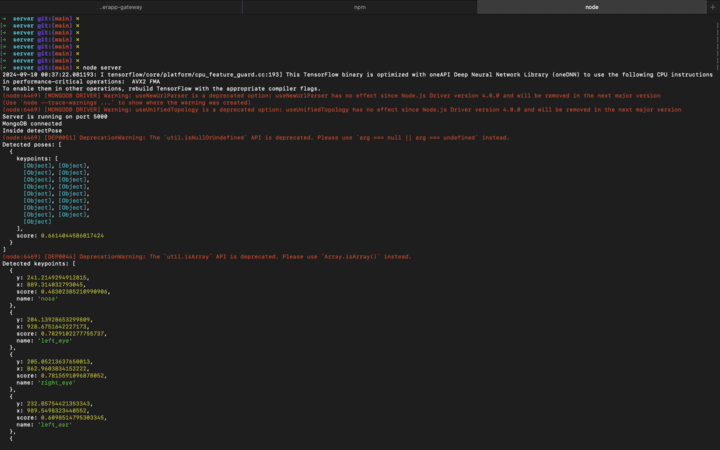 ...erapp-gateway
npm
node
+
➜ server git:(main) ✗
➜ server git:(main) ✗
➜ server git:(main) ✗
➜ server git:(main) ✗
➜ server git:(main) ✗
➜ server git:(main) ✗
➜ server git:(main) ✗
➜ server git:(main) ✗ node server
2024-09-10 00:37:22.081193: I tensorflow/core/platform/cpu_feature_guard.cc:193] This TensorFlow binary is optimized with oneAPI Deep Neural Network Library (oneDNN) to use the following CPU instructions
in performance-critical operations: AVX2 FMA
To enable them in other operations, rebuild TensorFlow with the appropriate compiler flags.
(node:6469) [MONGODB DRIVER] Warning: useNewUrlParser is a deprecated option: useNewUrlParser has no effect since Node.js Driver version 4.0.0 and will be removed in the next major version
(Use `node --trace-warnings ...` to show where the warning was created)
(node:6469) [MONGODB DRIVER] Warning: useUnifiedTopology is a deprecated option: useUnifiedTopology has no effect since Node.js Driver version 4.0.0 and will be removed in the next major version
Server is running on port 5000
MongoDB connected
Inside detectPose
(node:6469) [DEP0051] DeprecationWarning: The `util.isNullOrUndefined` API is deprecated. Please use `arg === null || arg === undefined` instead.
Detected poses: [
{
keypoints: [
[Object], [Object],
[Object], [Object],
[Object], [Object],
[Object], [Object],
[Object], [Object],
[Object], [Object],
[Object], [Object],
[Object], [Object],
[Object]
],
score: 0.6614044506817424
}
]
(node:6469) [DEP0044] DeprecationWarning: The `util.isArray` API is deprecated. Please use `Array.isArray()` instead.
Detected keypoints: [
{
y: 241.2149294912815,
x: 889.314032793045,
score: 0.48302385210990906,
name: 'nose'
},
{
y: 204.13928653299809,
x: 928.6751642227173,
score: 0.7829102277755737,
name: 'left_eye'
},
{
y: 205.05213637650013,
x: 862.9603834152222,
score: 0.7815591096878052,
name: 'right_eye'
},
{
y: 232.85754421353343,
x: 989.5498323440552,
score: 0.6098514795303345,
name: 'left_ear'
},
{